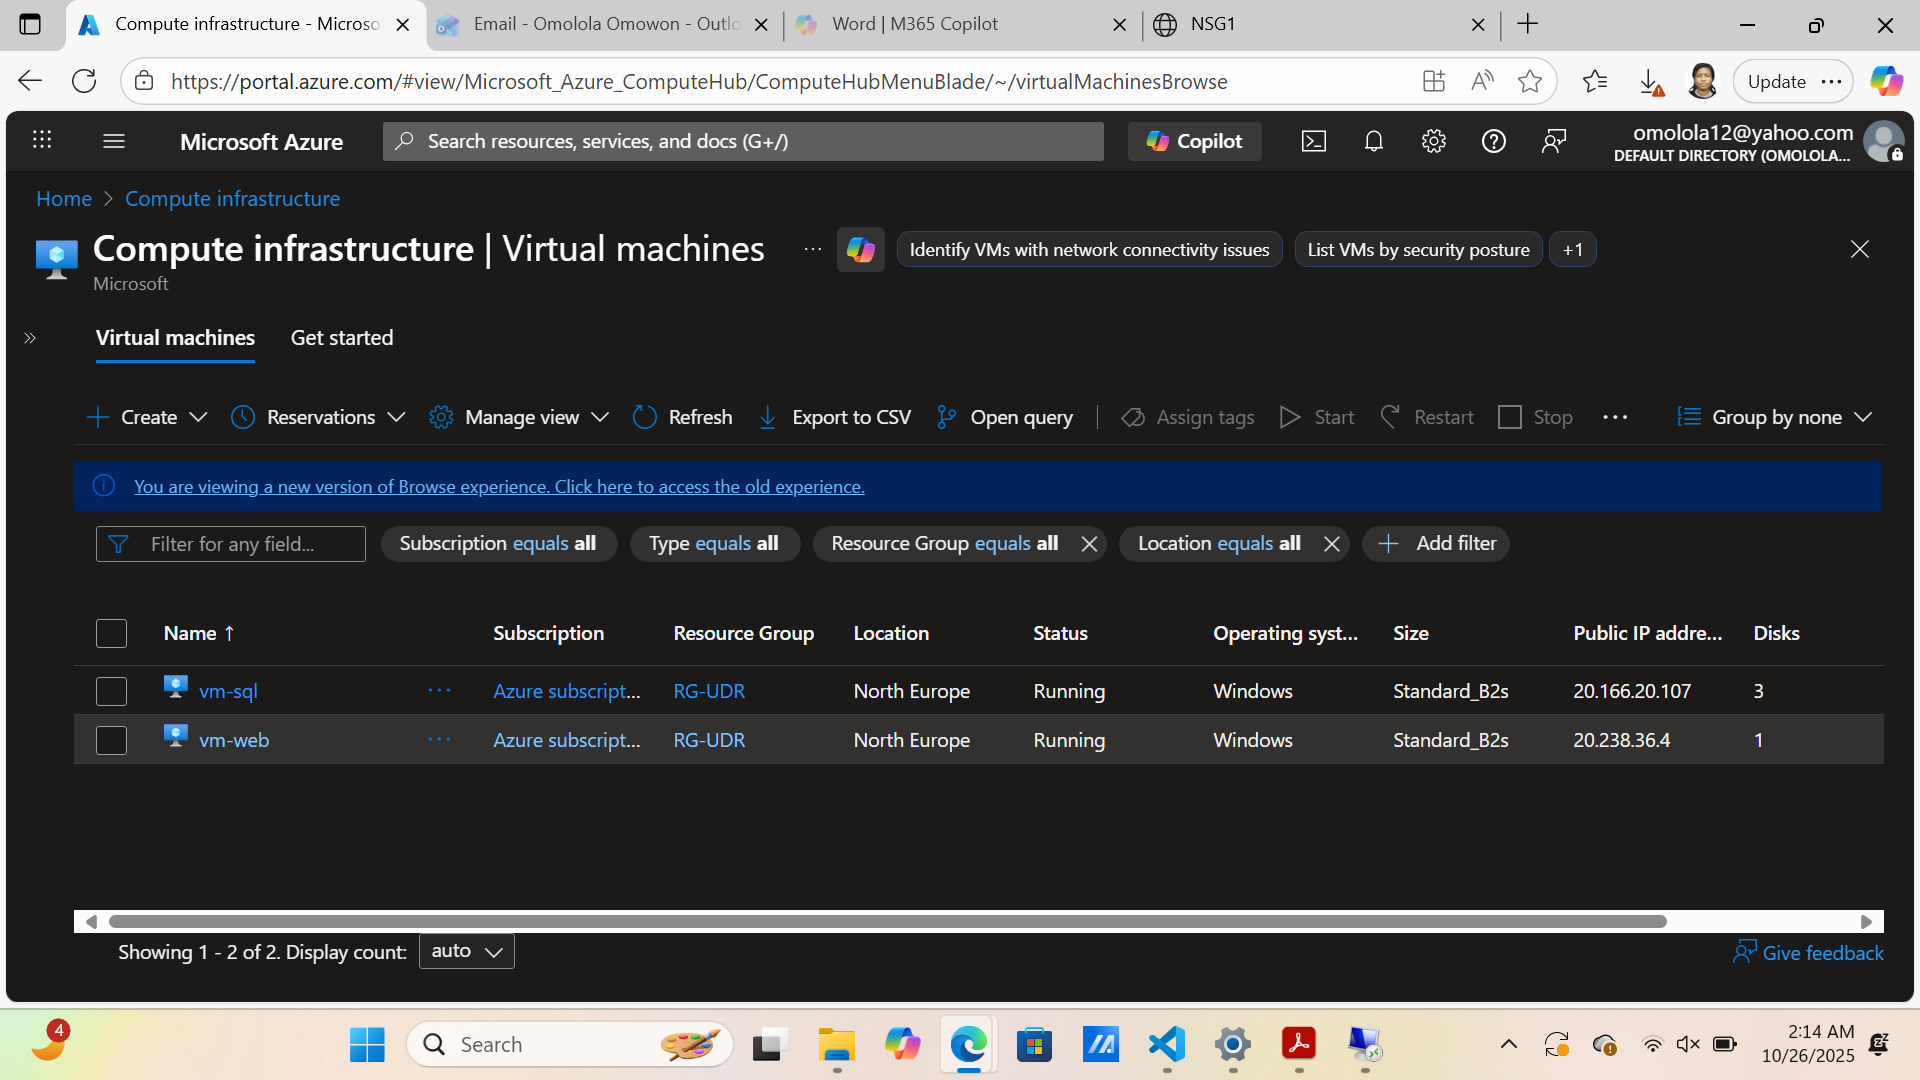 Compute infrastructure - Microso
Email - Omolola Omowon - Outlo
Word | M365 Copilot
NSG1
https://portal.azure.com/#view/Microsoft_Azure_ComputeHub/ComputeHubMenuBlade/~/virtualMachinesBrowse
Update
Microsoft Azure
Search resources, services, and docs (G+/)
Copilot
omolola12@yahoo.com
DEFAULT DIRECTORY (OMOLOLA...
Home > Compute infrastructure
Compute infrastructure | Virtual machines
Microsoft
Identify VMs with network connectivity issues
List VMs by security posture
+1
Virtual machines
Get started
Create
Reservations
Manage view
Refresh
Export to CSV
Open query
Assign tags
Start
Restart
Stop
Group by none
You are viewing a new version of Browse experience. Click here to access the old experience.
Filter for any field...
Subscription equals all
Type equals all
Resource Group equals all
Location equals all
Add filter
Name ↑ Subscription Resource Group Location Status Operating syst... Size Public IP addre... Disks
vm-sql Azure subscript... RG-UDR North Europe Running Windows Standard_B2s 20.166.20.107 3
vm-web Azure subscript... RG-UDR North Europe Running Windows Standard_B2s 20.238.36.4 1
Showing 1 - 2 of 2. Display count: auto
Give feedback
4
Search
2:14 AM
10/26/2025